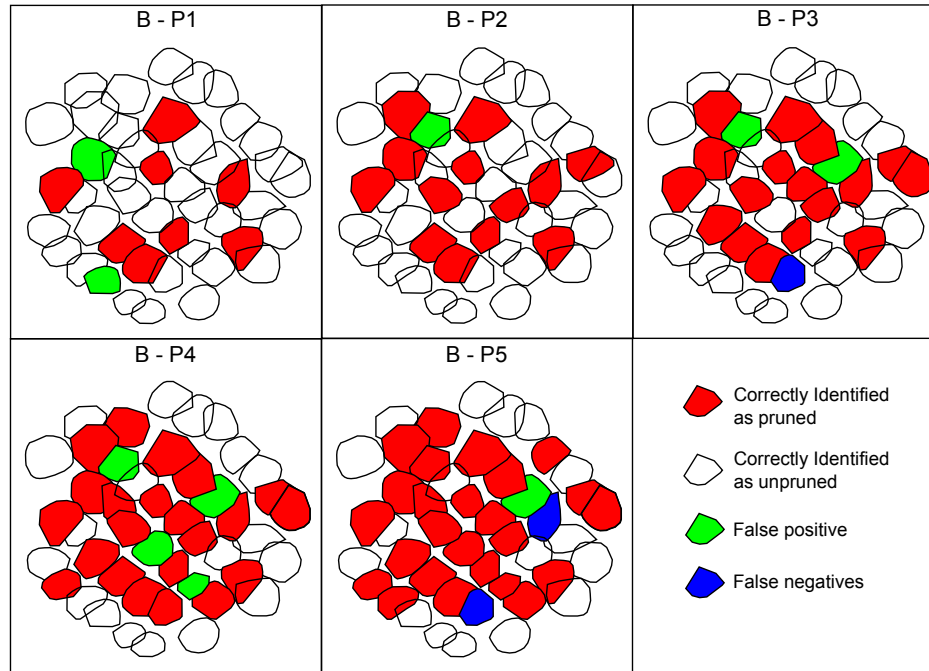 B - P1
B - P2
B - P3
B - P4
B - P5
Correctly Identified
as pruned
Correctly Identified
as unpruned
False positive
False negatives